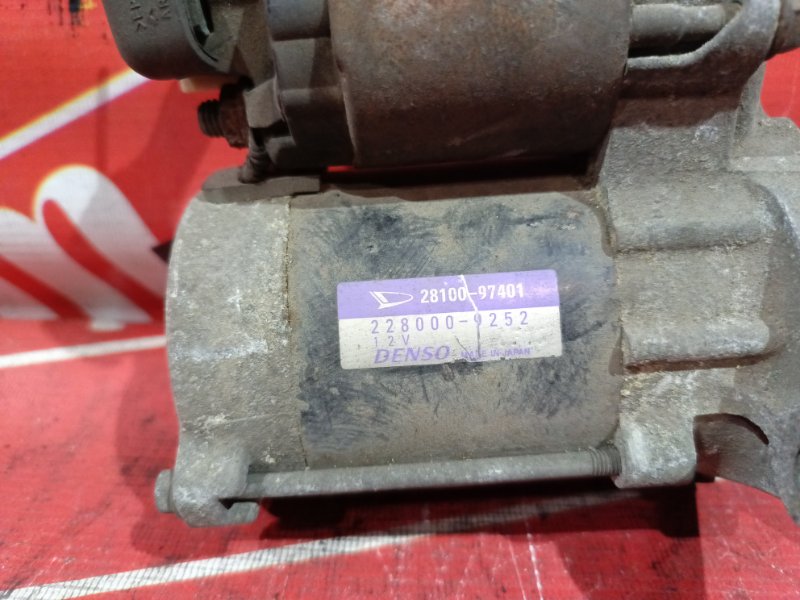 28100-97401
228000-9252
12V
DENSO MADE IN JAPAN